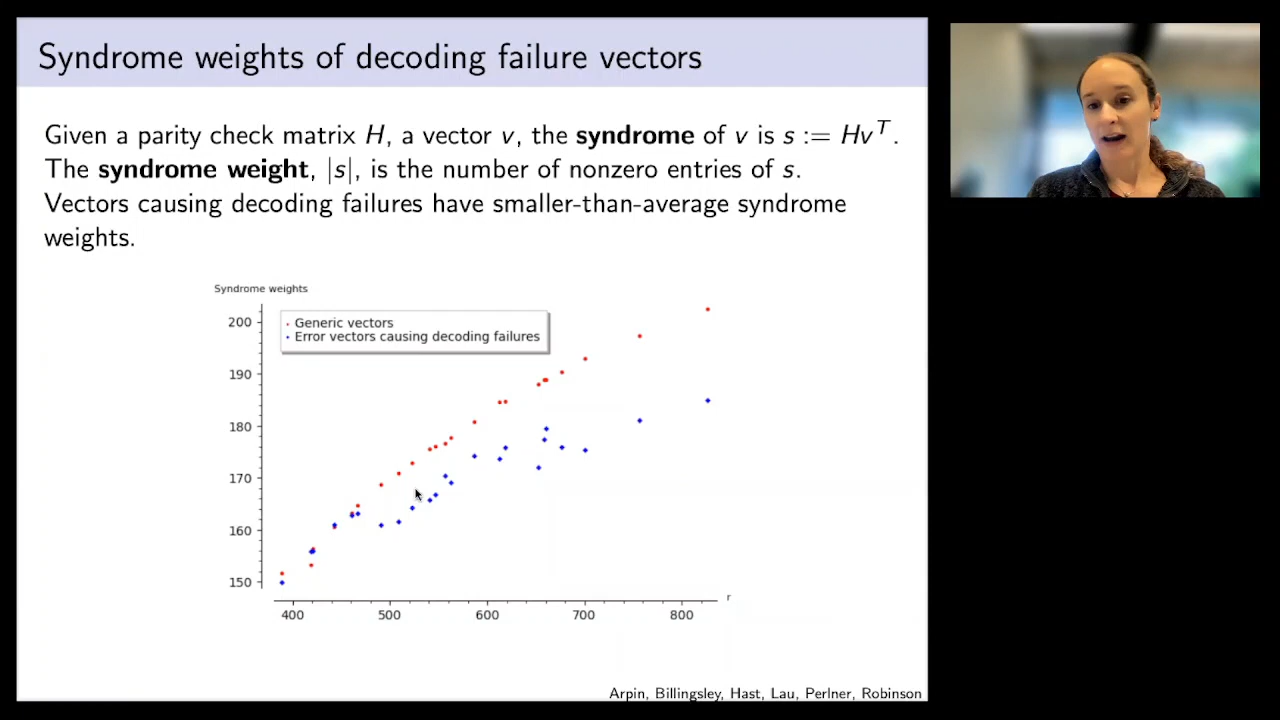 Syndrome weights of decoding failure vectors
Given a parity check matrix H, a vector v, the syndrome of v is s := Hvᵀ.
The syndrome weight, |s|, is the number of nonzero entries of s.
Vectors causing decoding failures have smaller-than-average syndrome
weights.
Syndrome weights
Generic vectors
Error vectors causing decoding failures
200
190
180
170
160
150
400 500 600 700 800
r
Arpin, Billingsley, Hast, Lau, Perlner, Robinson